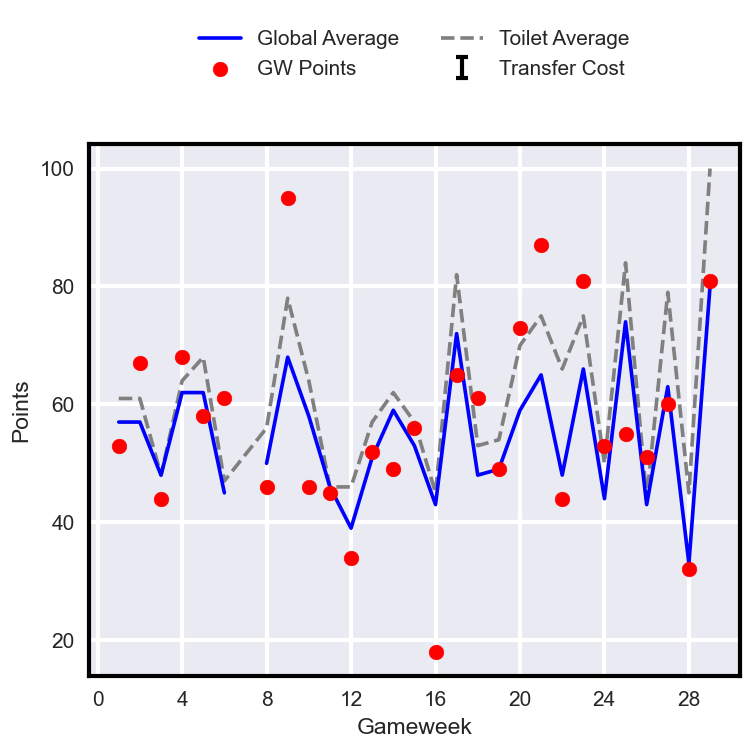 Global Average
Toilet Average
GW Points
Transfer Cost
100
80
60
40
20
Points
0 4 8 12 16 20 24 28
Gameweek